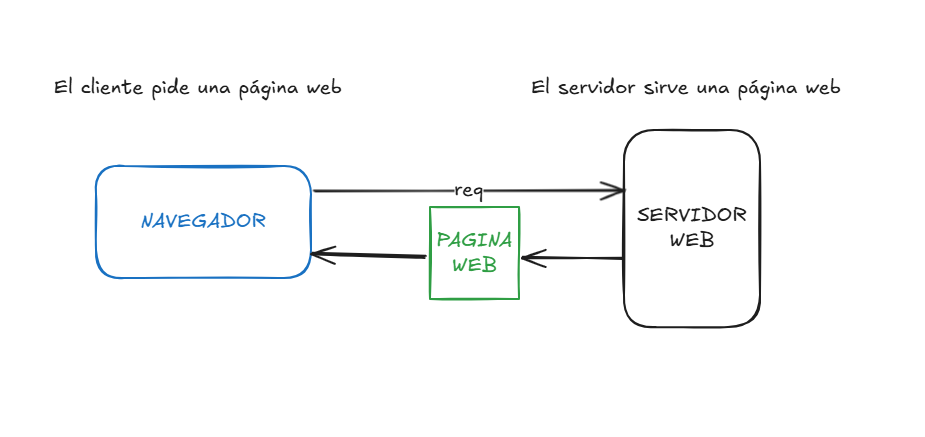 El cliente pide una página web
El servidor sirve una página web
NAVEGADOR
req
PAGINA
WEB
SERVIDOR
WEB